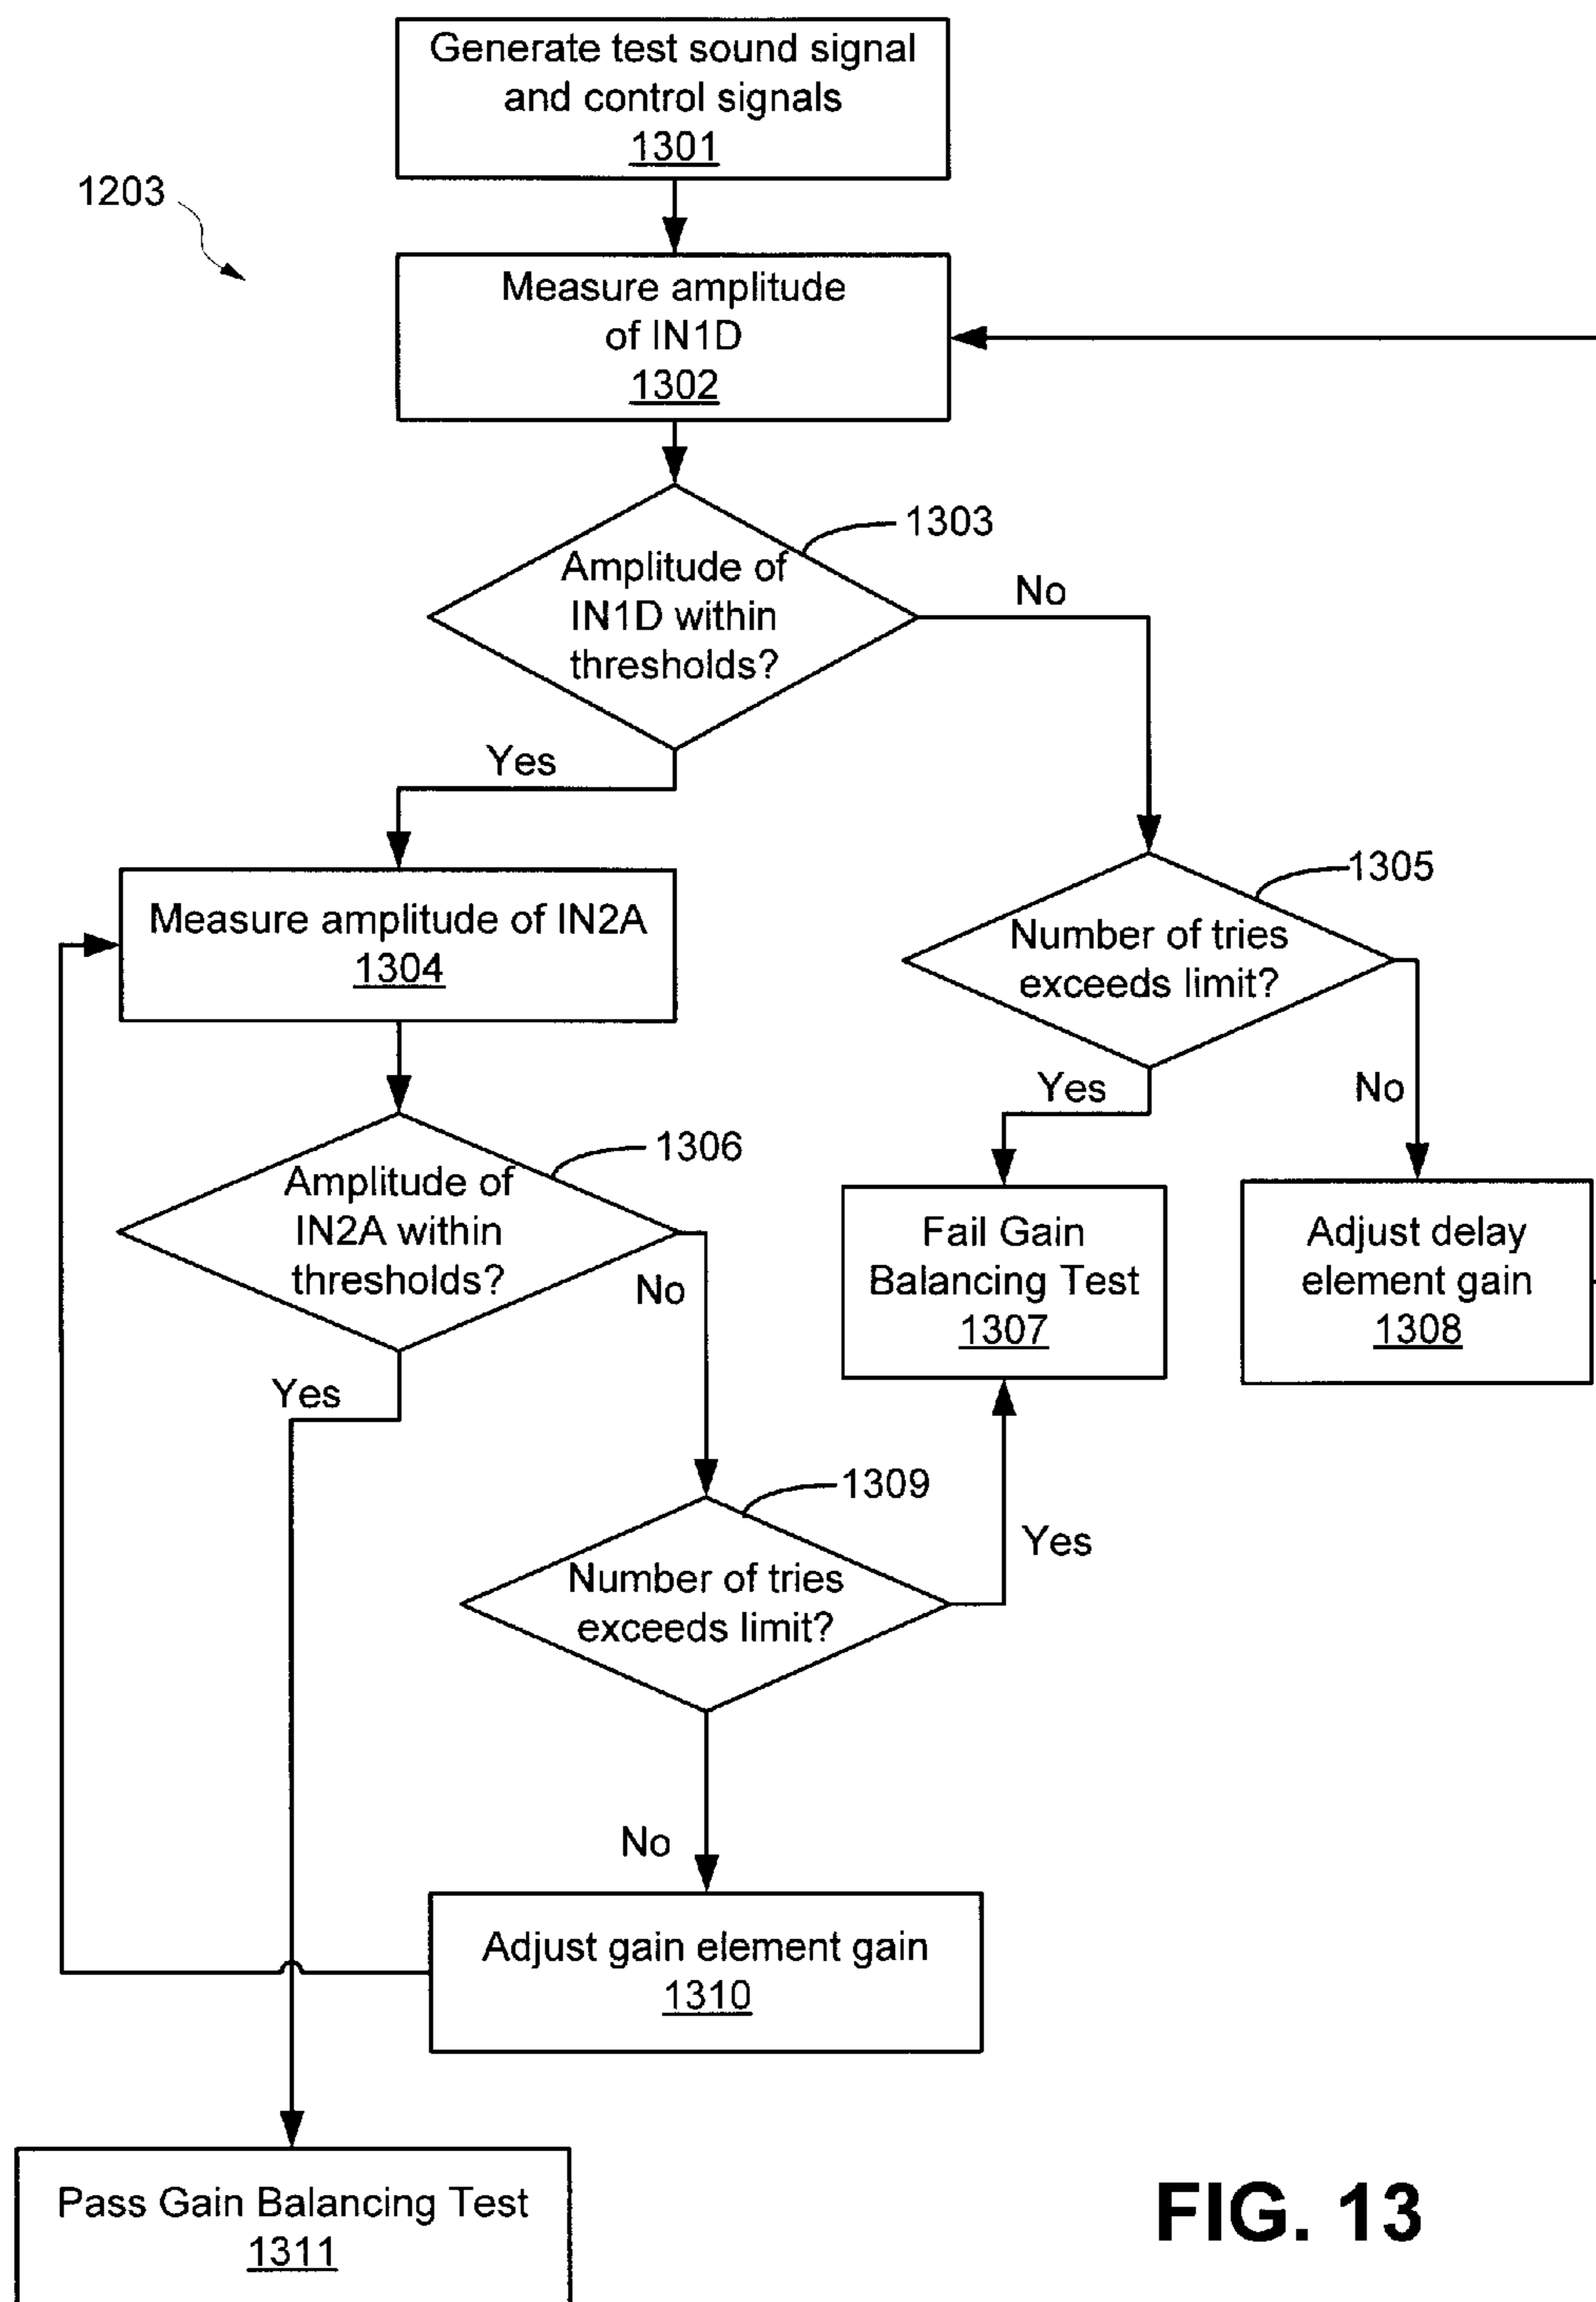 Generate test sound signal
and control signals
1301
1203
Measure amplitude
of IN1D
1302
1303
Amplitude of
IN1D within
thresholds?
No
Yes
1305
Measure amplitude of IN2A
1304
Number of tries
exceeds limit?
Yes
No
1306
Amplitude of
IN2A within
thresholds?
No
Yes
Fail Gain
Balancing Test
1307
Adjust delay
element gain
1308
1309
Number of tries
exceeds limit?
Yes
No
Adjust gain element gain
1310
Pass Gain Balancing Test
1311
FIG. 13